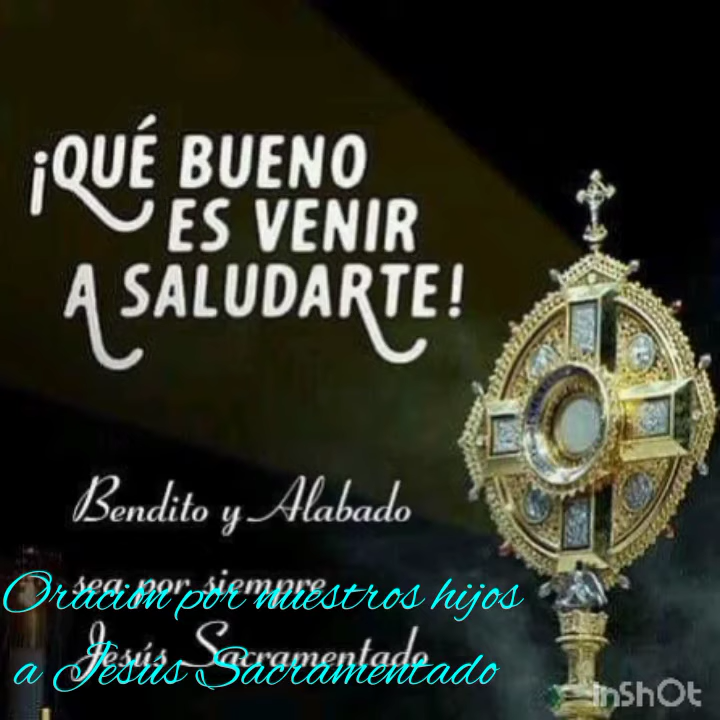 ¡QUÉ BUENO
ES VENIR
A SALUDARTE!
Bendito y Alabado
sea por siempre
Oración por nuestros hijos
Jesús Sacramentado
a Jesús Sacramentado
InShOt